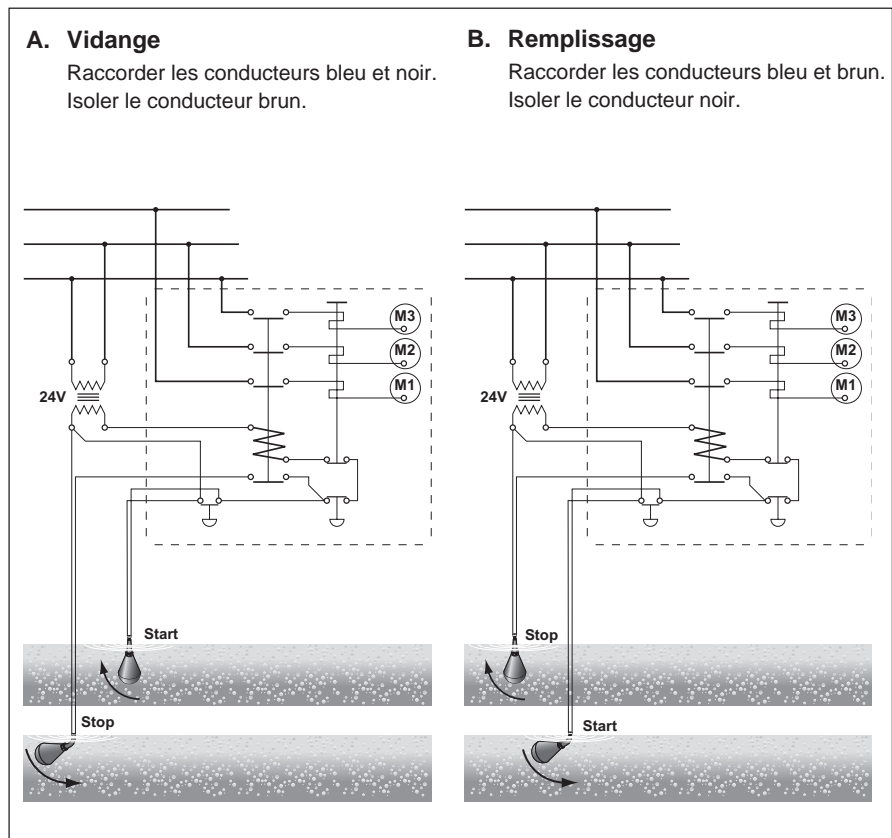 A. Vidange
Raccorder les conducteurs bleu et noir.
Isoler le conducteur brun.
M3
M2
M1
24V
Start
Stop
B. Remplissage
Raccorder les conducteurs bleu et brun.
Isoler le conducteur noir.
M3
M2
M1
24V
Stop
Start